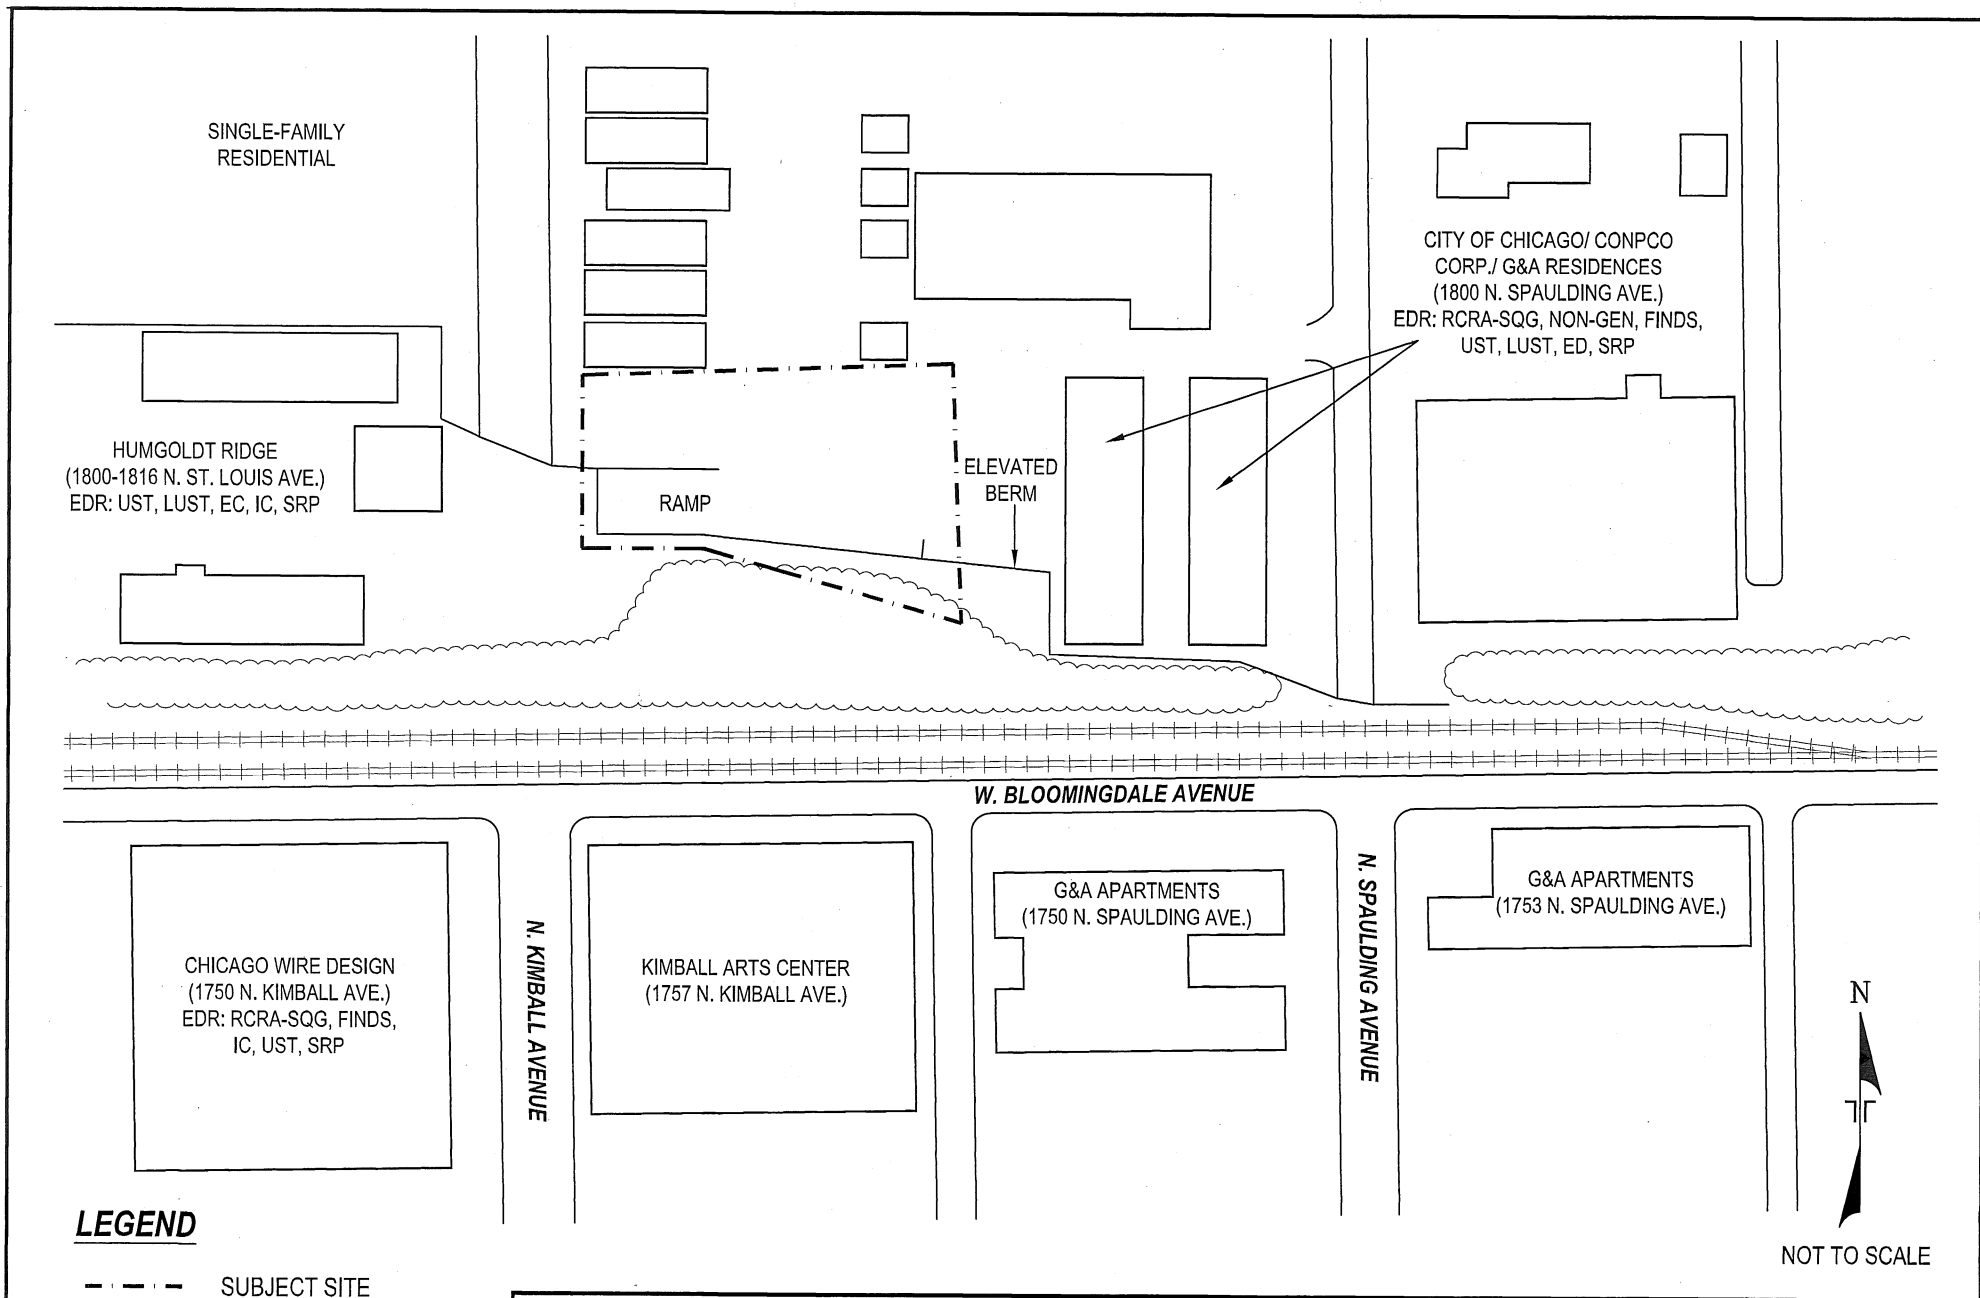 SINGLE-FAMILY
RESIDENTIAL
CITY OF CHICAGO/ CONPCO
CORP./ G&A RESIDENCES
(1800 N. SPAULDING AVE.)
EDR: RCRA-SQG, NON-GEN, FINDS,
UST, LUST, ED, SRP
HUMGOLDT RIDGE
(1800-1816 N. ST. LOUIS AVE.)
EDR: UST, LUST, EC, IC, SRP
RAMP
ELEVATED
BERM
W. BLOOMINGDALE AVENUE
CHICAGO WIRE DESIGN
(1750 N. KIMBALL AVE.)
EDR: RCRA-SQG, FINDS,
IC, UST, SRP
N. KIMBALL AVENUE
KIMBALL ARTS CENTER
(1757 N. KIMBALL AVE.)
G&A APARTMENTS
(1750 N. SPAULDING AVE.)
N. SPAULDING AVENUE
G&A APARTMENTS
(1753 N. SPAULDING AVE.)
N
NOT TO SCALE
LEGEND
SUBJECT SITE